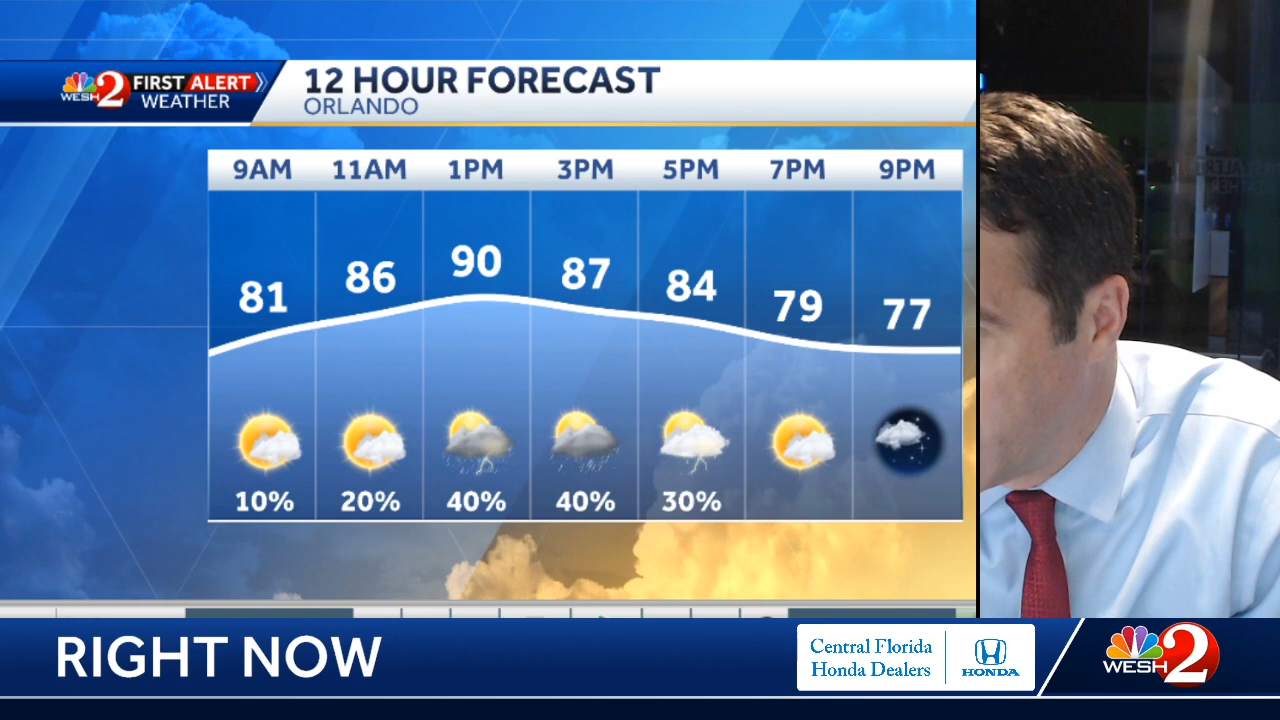 WESH 2 FIRST ALERT WEATHER
12 HOUR FORECAST
ORLANDO
9AM 11AM 1PM 3PM 5PM 7PM 9PM
81 86 90 87 84 79 77
10% 20% 40% 40% 30%
RIGHT NOW
Central Florida
Honda Dealers
HONDA
WESH 2